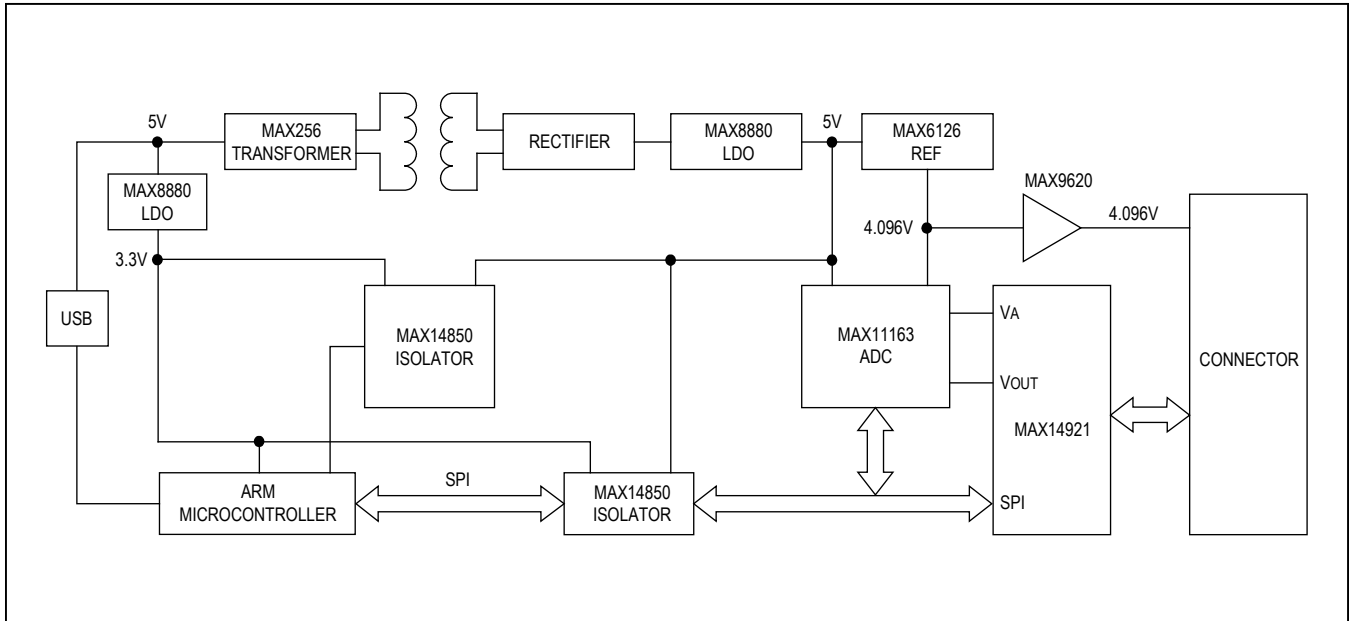 5V
MAX256
TRANSFORMER
RECTIFIER
MAX8880
LDO
5V
MAX6126
REF
MAX8880
LDO
MAX9620
4.096V
4.096V
3.3V
USB
MAX14850
ISOLATOR
MAX11163
ADC
VA
VOUT
MAX14921
SPI
CONNECTOR
ARM
MICROCONTROLLER
SPI
MAX14850
ISOLATOR